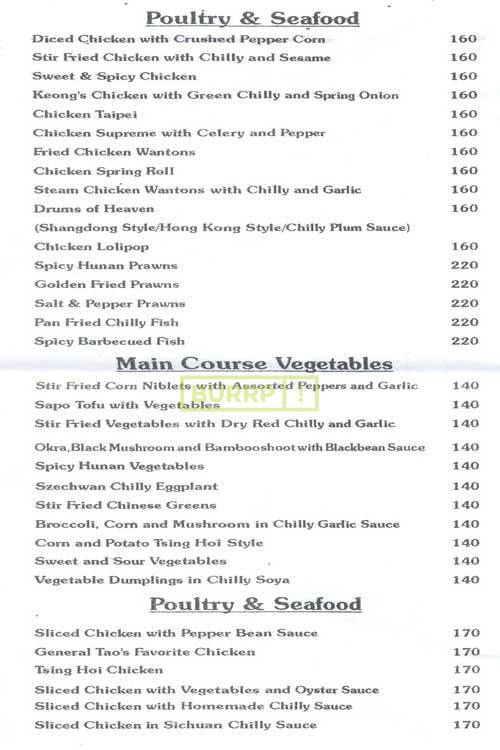 Poultry & Seafood
Diced Chicken with Crushed Pepper Corn 160
Stir Fried Chicken with Chilly and Sesame 160
Sweet & Spicy Chicken 160
Keong's Chicken with Green Chilly and Spring Onion 160
Chicken Taipei 160
Chicken Supreme with Celery and Pepper 160
Fried Chicken Wantons 160
Chicken Spring Roll 160
Steam Chicken Wantons with Chilly and Garlic 160
Drums of Heaven 160
(Shangdong Style/Hong Kong Style/Chilly Plum Sauce)
Chicken Lolipop 160
Spicy Hunan Prawns 220
Golden Fried Prawns 220
Salt & Pepper Prawns 220
Pan Fried Chilly Fish 220
Spicy Barbecued Fish 220
Main Course Vegetables
Stir Fried Corn Niblets with Assorted Peppers and Garlic 140
BURRP!
Sapo Tofu with Vegetables 140
Stir Fried Vegetables with Dry Red Chilly and Garlic 140
Okra,Black Mushroom and Bambooshoot with Blackbean Sauce 140
Spicy Hunan Vegetables 140
Szechwan Chilly Eggplant 140
Stir Fried Chinese Greens 140
Broccoli, Corn and Mushroom in Chilly Garlic Sauce 140
Corn and Potato Tsing Hoi Style 140
Sweet and Sour Vegetables 140
Vegetable Dumplings in Chilly Soya 140
Poultry & Seafood
Sliced Chicken with Pepper Bean Sauce 170
General Tao's Favorite Chicken 170
Tsing Hoi Chicken 170
Sliced Chicken with Vegetables and Oyster Sauce 170
Sliced Chicken with Homemade Chilly Sauce 170
Sliced Chicken in Sichuan Chilly Sauce 170